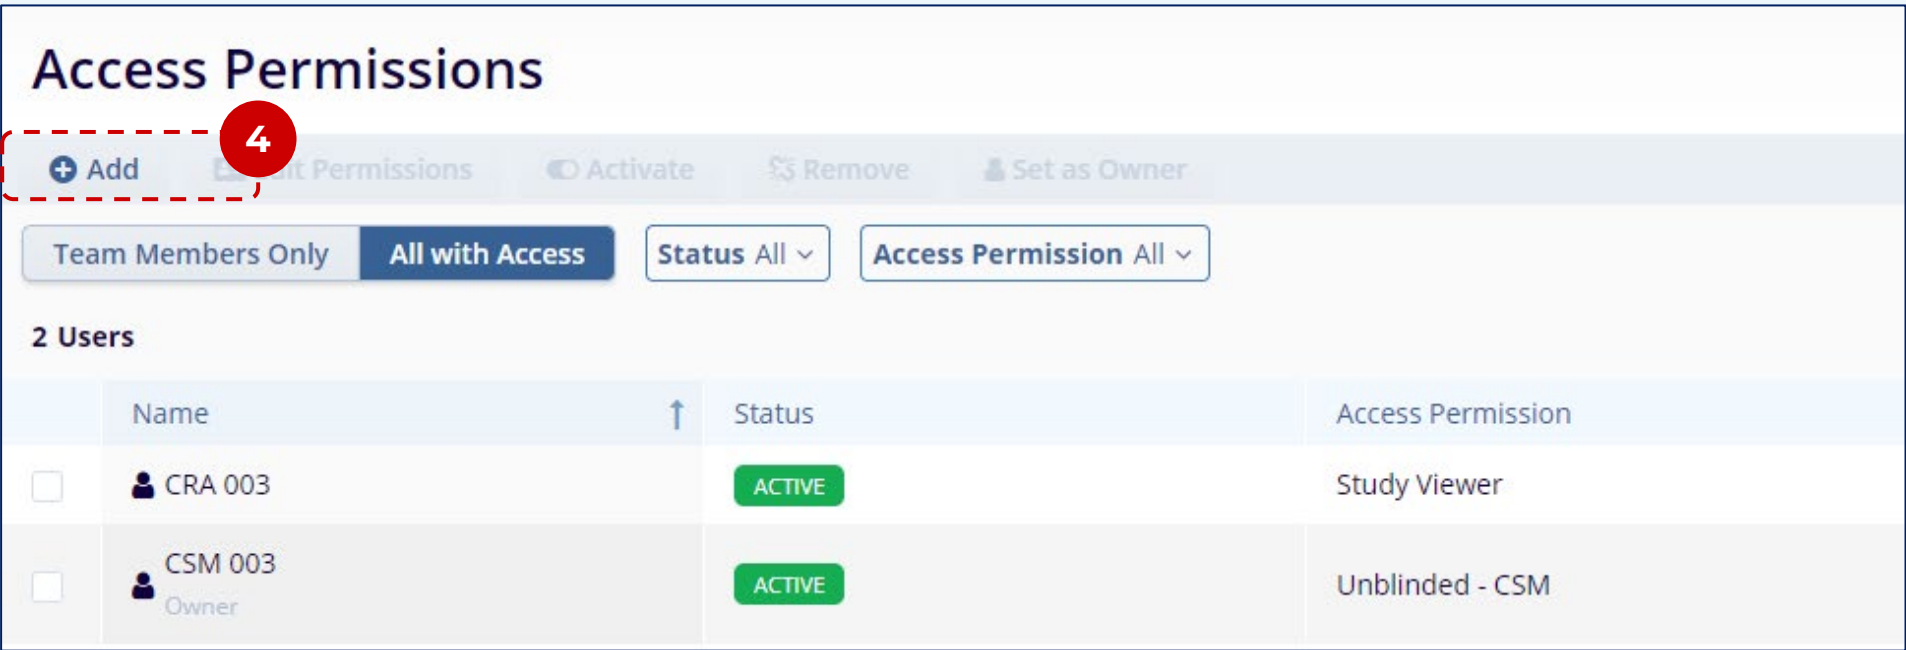 Access Permissions
4
Add Permissions Activate Remove Set as Owner
Team Members Only All with Access Status All Access Permission All
2 Users
Name Status Access Permission
CRA 003 ACTIVE Study Viewer
CSM 003
Owner
ACTIVE Unblinded - CSM